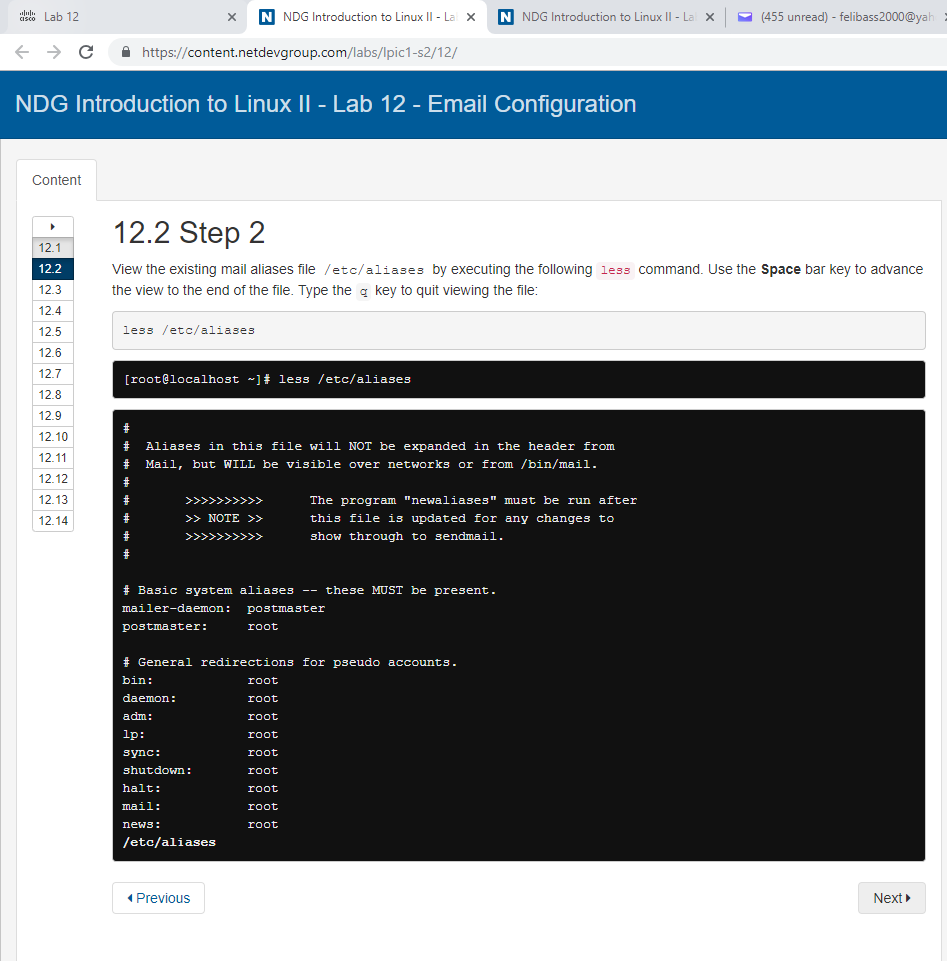 cisco Lab 12
NDG Introduction to Linux II - La
NDG Introduction to Linux II - La
(455 unread) - felibass2000@yah
https://content.netdevgroup.com/labs/lpic1-s2/12/
NDG Introduction to Linux II - Lab 12 - Email Configuration
Content
12.1
12.2
12.3
12.4
12.5
12.6
12.7
12.8
12.9
12.10
12.11
12.12
12.13
12.14
12.2 Step 2
View the existing mail aliases file /etc/aliases by executing the following less command. Use the Space bar key to advance
the view to the end of the file. Type the q key to quit viewing the file:
less /etc/aliases
[root@localhost ~]# less /etc/aliases
#
#  Aliases in this file will NOT be expanded in the header from
#  Mail, but WILL be visible over networks or from /bin/mail.
#
#       >>>>>>>>>>      The program "newaliases" must be run after
#       >> NOTE >>      this file is updated for any changes to
#       >>>>>>>>>>      show through to sendmail.
#
# Basic system aliases -- these MUST be present.
mailer-daemon:  postmaster
postmaster:     root
# General redirections for pseudo accounts.
bin:            root
daemon:         root
adm:            root
lp:             root
sync:           root
shutdown:       root
halt:           root
mail:           root
news:           root
/etc/aliases
Previous
Next